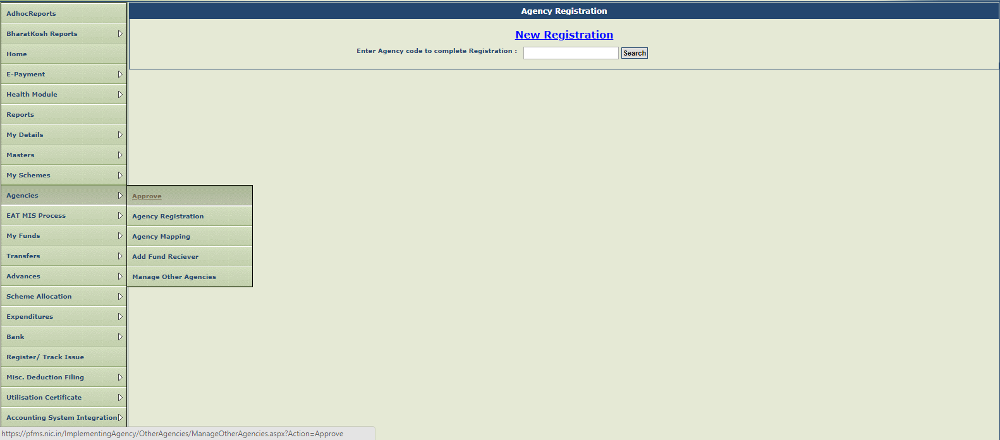 AdhocReports
BharatKosh Reports
Home
E-Payment
Health Module
Reports
My Details
Masters
My Schemes
Agencies
EAT MIS Process
My Funds
Transfers
Advances
Scheme Allocation
Expenditures
Bank
Register/ Track Issue
Misc. Deduction Filing
Utilisation Certificate
Accounting System Integration
Approve
Agency Registration
Agency Mapping
Add Fund Reciever
Manage Other Agencies
Agency Registration
New Registration
Enter Agency code to complete Registration : Search
https://pfms.nic.in/ImplementingAgency/OtherAgencies/ManageOtherAgencies.aspx?Action=Approve